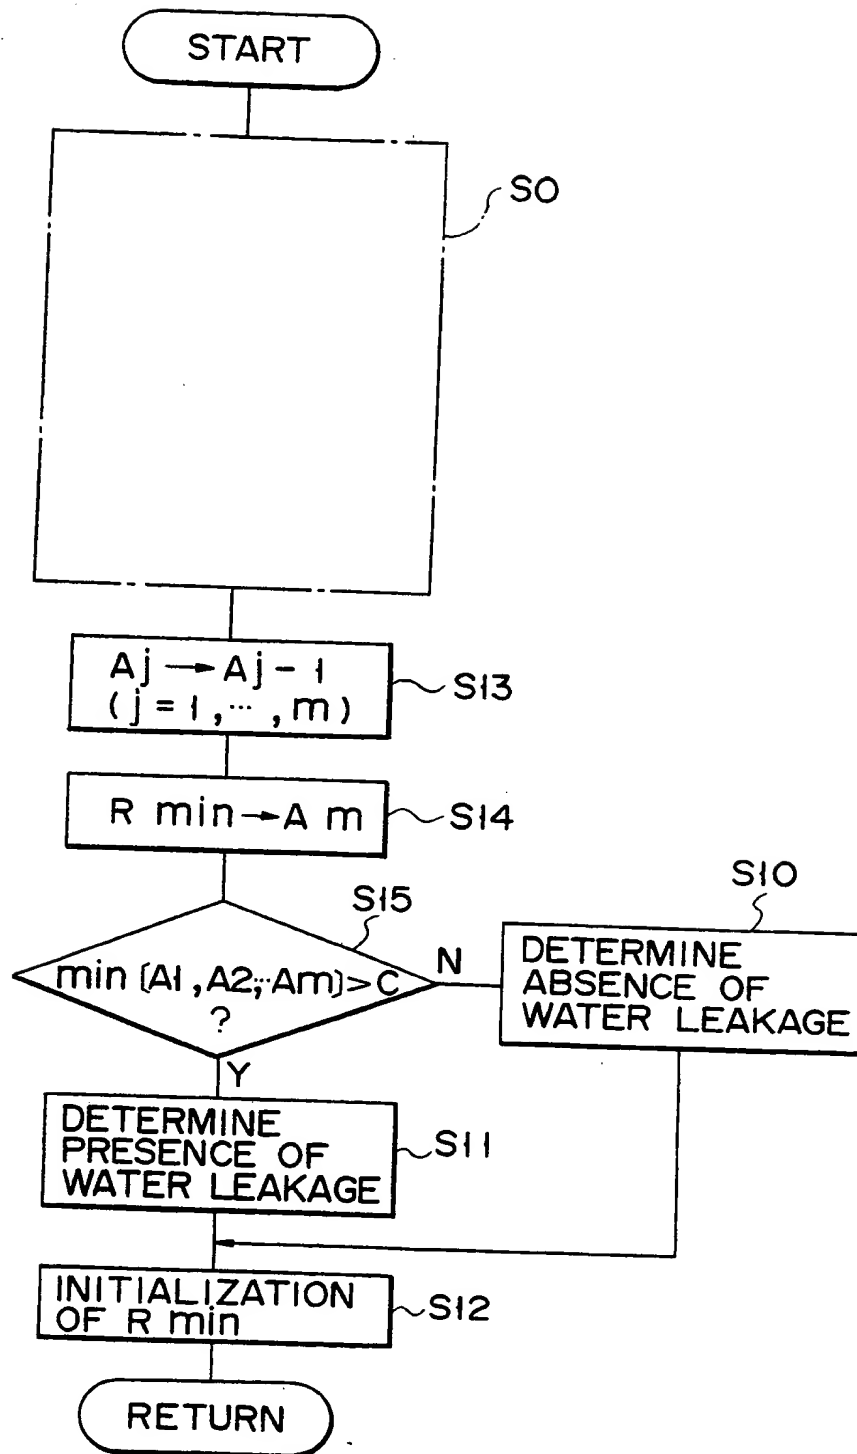 START
S0
Aj → Aj-1
(j=1,…,m)
S13
R min → A m
S14
S15
S10
min [A1,A2,…Am]>C
?
N
DETERMINE
ABSENCE OF
WATER LEAKAGE
Y
DETERMINE
PRESENCE OF
WATER LEAKAGE
S11
INITIALIZATION
OF R min
S12
RETURN